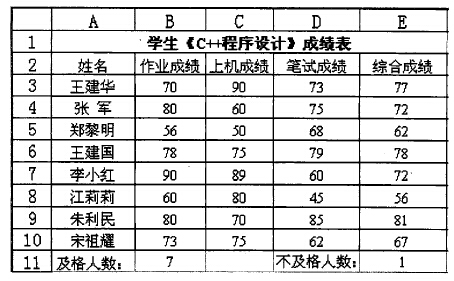 A B C D E
1 学生《C++程序设计》成绩表
2 姓名 作业成绩 上机成绩 笔试成绩 综合成绩
3 王建华 70 90 73 77
4 张 军 80 60 75 72
5 郑黎明 56 50 68 62
6 王建国 78 75 79 78
7 李小红 90 89 60 72
8 江莉莉 60 80 45 56
9 朱利民 80 70 85 81
10 宋祖耀 73 75 62 67
11 及格人数: 7 不及格人数: 1